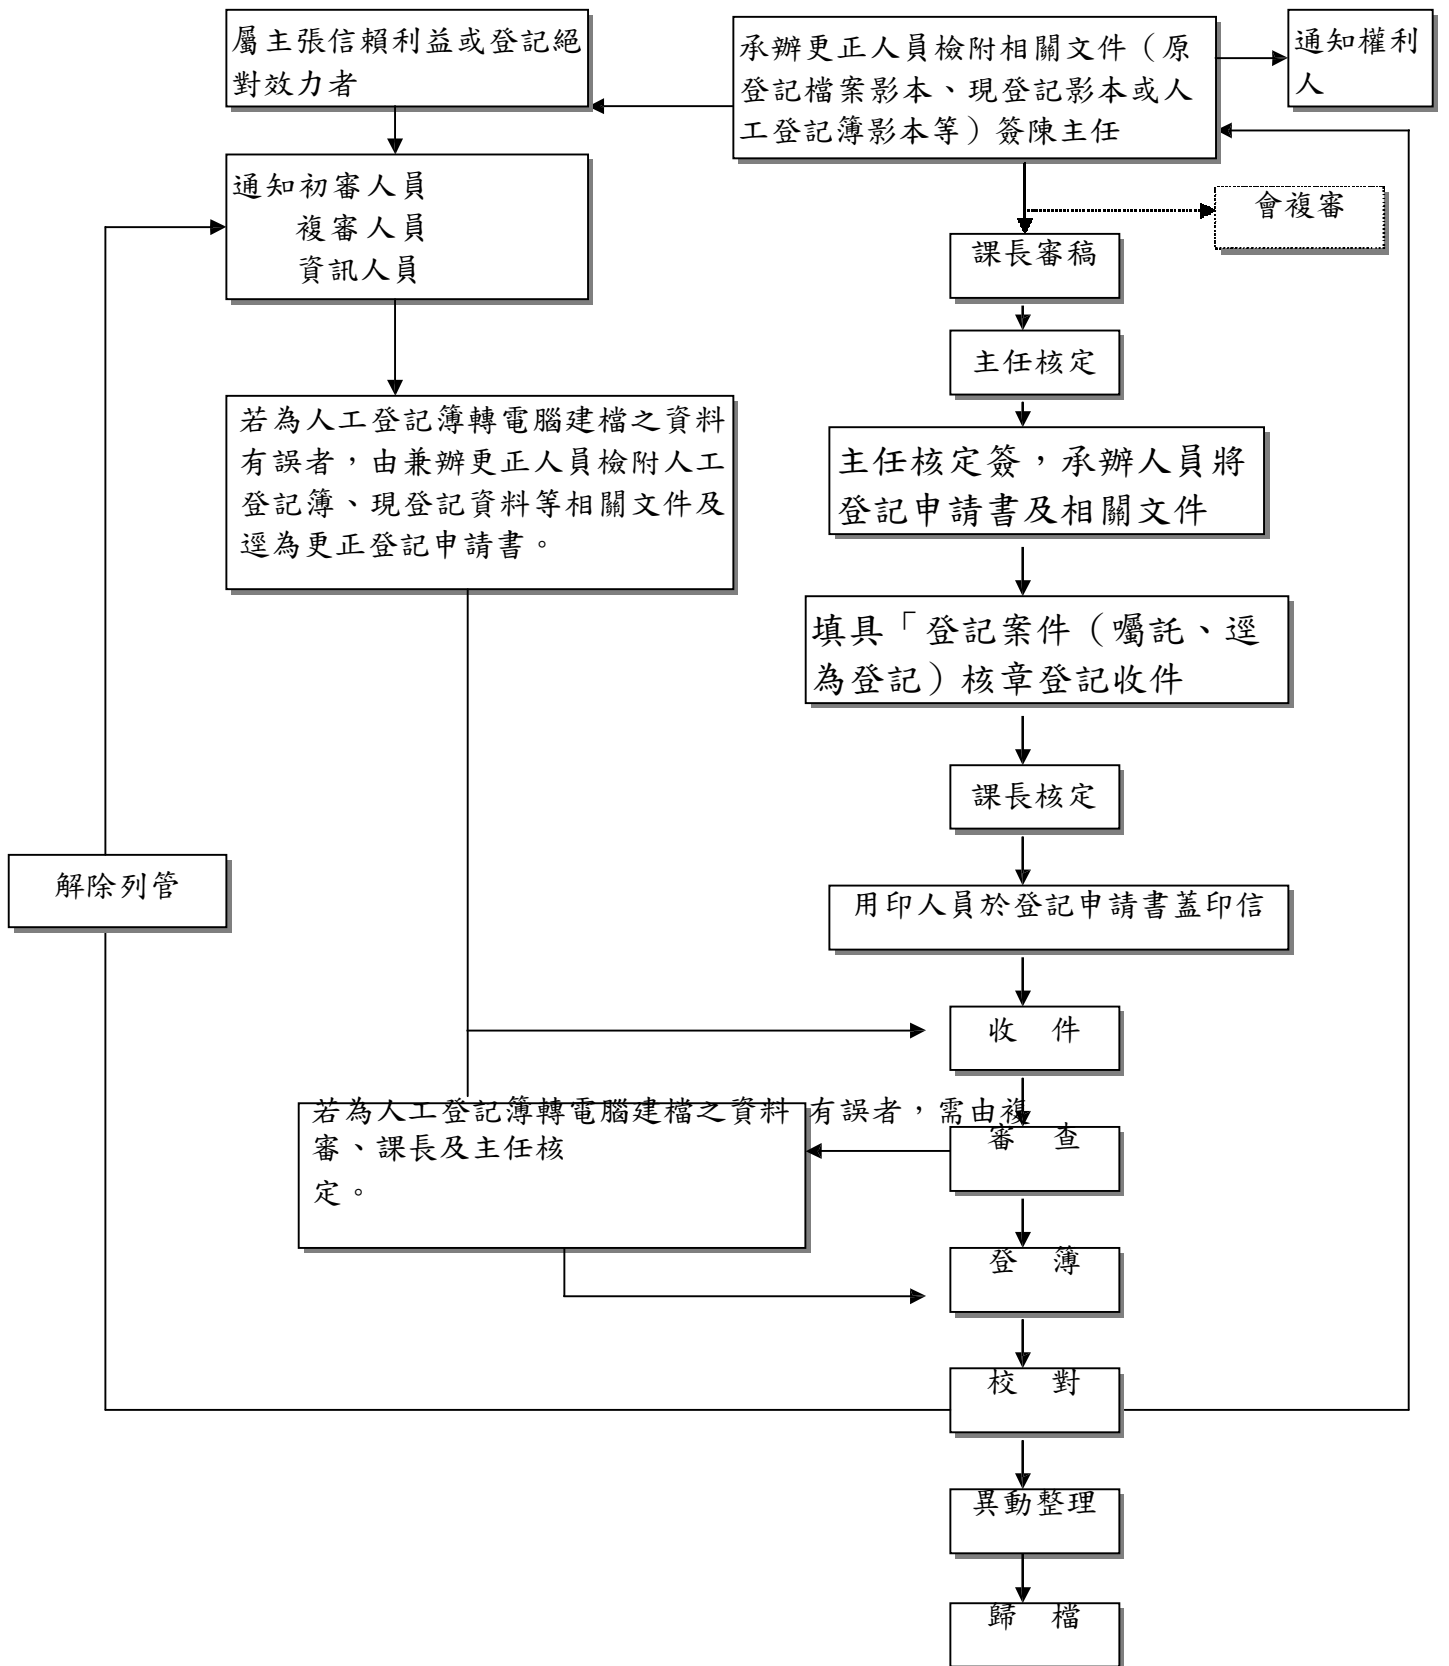 屬主張信賴利益或登記絕
對效力者
承辦更正人員檢附相關文件（原
登記檔案影本、現登記影本或人
工登記簿影本等）簽陳主任
通知權利
人
通知初審人員
複審人員
資訊人員
會複審
課長審稿
主任核定
若為人工登記簿轉電腦建檔之資料
有誤者，由兼辦更正人員檢附人工
登記簿、現登記資料等相關文件及
逕為更正登記申請書。
主任核定簽，承辦人員將
登記申請書及相關文件
填具「登記案件（囑託、逕
為登記）核章登記收件
課長核定
解除列管
用印人員於登記申請書蓋印信
收 件
若為人工登記簿轉電腦建檔之資料 有誤者，需由複
審、課長及主任核
定。
審 查
登 簿
校 對
異動整理
歸 檔